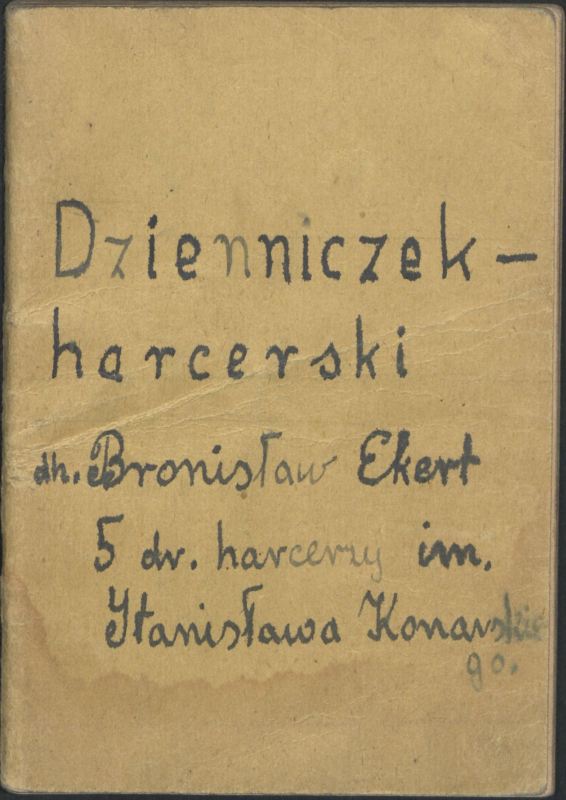 Dzienniczek-
harcerski
dh. Bronisław Ekert
5 dr. harcerzy im.
Stanisława Konarskie
go.